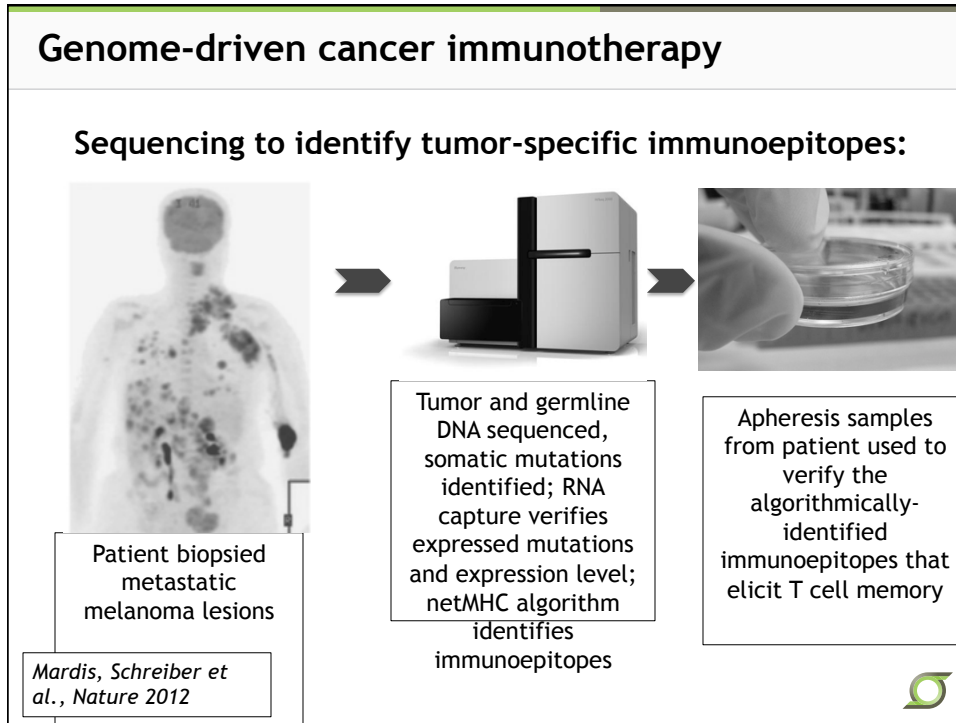 Genome-driven cancer immunotherapy
Sequencing to identify tumor-specific immunoepitopes:
Patient biopsied
metastatic
melanoma lesions
Mardis, Schreiber et
al., Nature 2012
Tumor and germline
DNA sequenced,
somatic mutations
identified; RNA
capture verifies
expressed mutations
and expression level;
netMHC algorithm
identifies
immunoepitopes
Apheresis samples
from patient used to
verify the
algorithmically-
identified
immunoepitopes that
elicit T cell memory